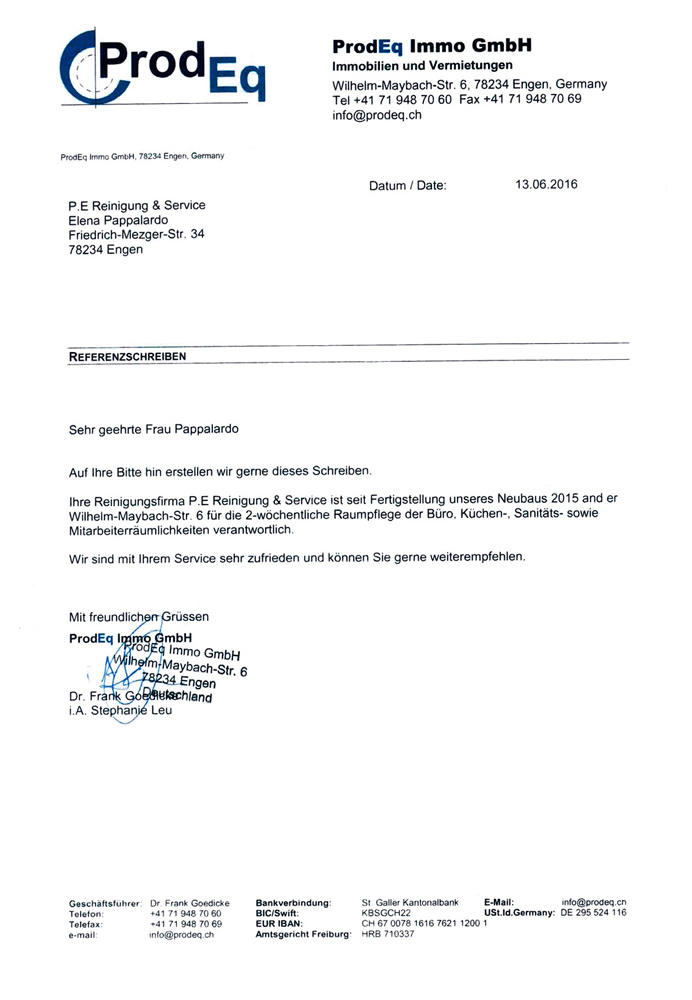 ProdEq
ProdEq Immo GmbH
Immobilien und Vermietungen
Wilhelm-Maybach-Str. 6, 78234 Engen, Germany
Tel +41 71 948 70 60 Fax +41 71 948 70 69
info@prodeq.ch
ProdEq Immo GmbH, 78234 Engen, Germany
Datum / Date: 13.06.2016
P.E Reinigung & Service
Elena Pappalardo
Friedrich-Mezger-Str. 34
78234 Engen
REFERENZSCHREIBEN
Sehr geehrte Frau Pappalardo
Auf Ihre Bitte hin erstellen wir gerne dieses Schreiben.
Ihre Reinigungsfirma P.E Reinigung & Service ist seit Fertigstellung unseres Neubaus 2015 and er
Wilhelm-Maybach-Str. 6 für die 2-wöchentliche Raumpflege der Büro, Küchen-, Sanitäts- sowie
Mitarbeiterräumlichkeiten verantwortlich.
Wir sind mit Ihrem Service sehr zufrieden und können Sie gerne weiterempfehlen.
Mit freundlichen Grüssen
ProdEq Immo GmbH
ProdEq Immo GmbH
Wilhelm-Maybach-Str. 6
78234 Engen
Deutschland
Dr. Frank Goedicke
i.A. Stephanie Leu
Geschäftsführer: Dr. Frank Goedicke Bankverbindung: St. Galler Kantonalbank E-Mail: info@prodeq.ch
Telefon: +41 71 948 70 60 BIC/Swift: KBSGCH22 USt.Id.Germany: DE 295 524 116
Telefax: +41 71 948 70 69 EUR IBAN: CH 67 0078 1616 7621 1200 1
e-mail: info@prodeq.ch Amtsgericht Freiburg: HRB 710337